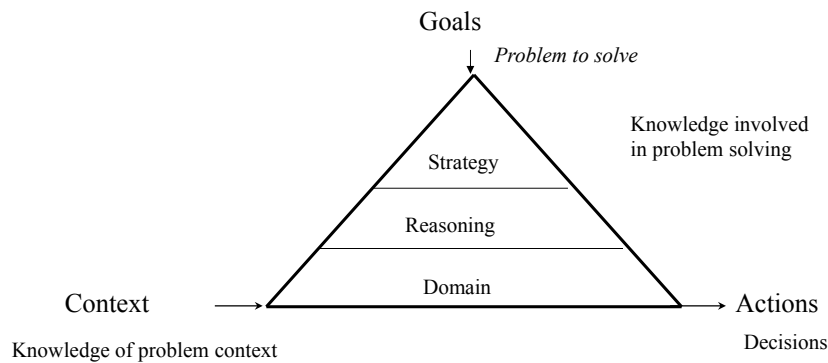 Goals
Problem to solve
Knowledge involved
in problem solving
Strategy
Reasoning
Domain
Context
Actions
Knowledge of problem context
Decisions